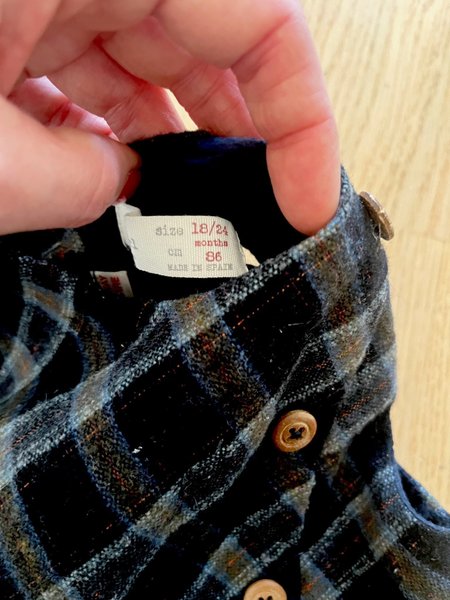 size 18/24
months
cm 86
MADE IN SPAIN